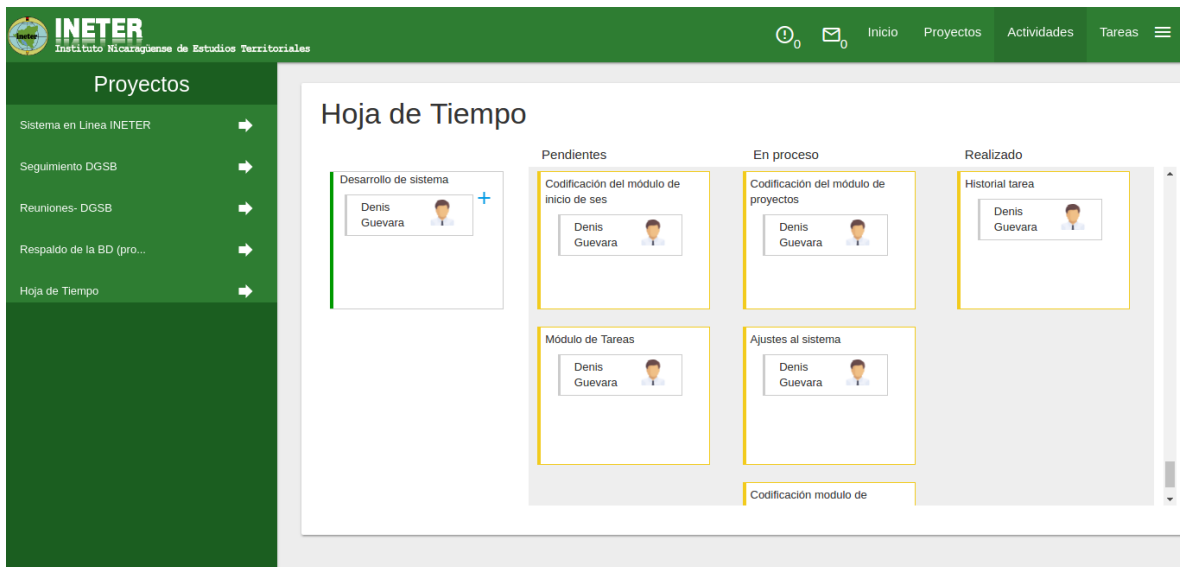 Ineter
INETER
Instituto Nicaragüense de Estudios Territoriales
0
0
Inicio
Proyectos
Actividades
Tareas
Proyectos
Sistema en Linea INETER
Seguimiento DGSB
Reuniones- DGSB
Respaldo de la BD (pro...
Hoja de Tiempo
Hoja de Tiempo
Pendientes
En proceso
Realizado
Desarrollo de sistema
Denis
Guevara
+
Codificación del módulo de
inicio de ses
Denis
Guevara
Codificación del módulo de
proyectos
Denis
Guevara
Historial tarea
Denis
Guevara
Módulo de Tareas
Denis
Guevara
Ajustes al sistema
Denis
Guevara
Codificación modulo de